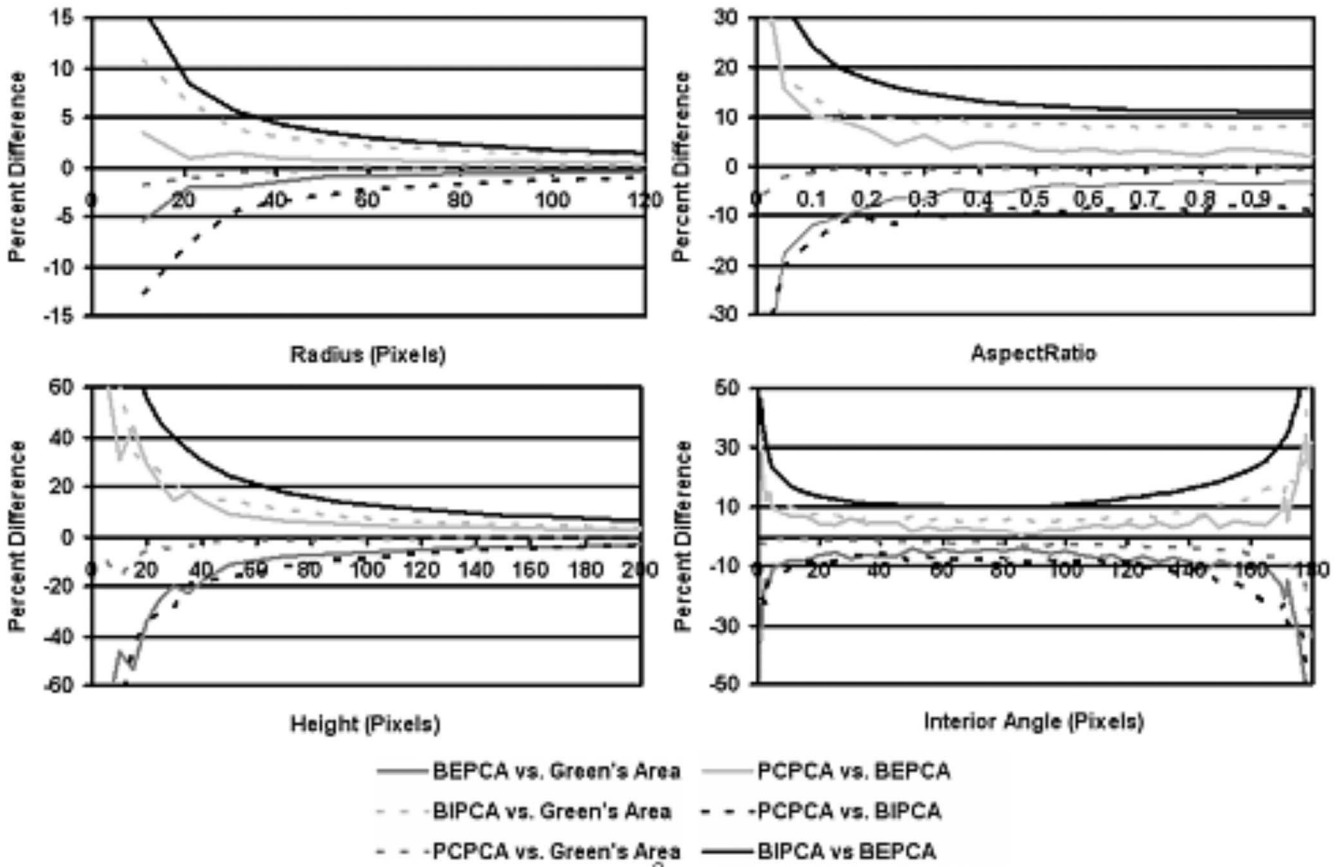 15
10
5
0
-5
-10
-15
0 20 40 60 80 100 120
Percent Difference
Radius (Pixels)
30
20
10
0
-10
-20
-30
0 0.1 0.2 0.3 0.4 0.5 0.6 0.7 0.8 0.9
Percent Difference
AspectRatio
60
40
20
0
-20
-40
-60
0 20 40 60 80 100 120 140 160 180 200
Percent Difference
Height (Pixels)
50
30
10
-10
-30
-50
0 20 40 60 80 100 120 140 160 180
Percent Difference
Interior Angle (Pixels)
BEPCA vs. Green's Area PCPCA vs. BEPCA
BIPCA vs. Green's Area PCPCA vs. BIPCA
PCPCA vs. Green's Area BIPCA vs BEPCA